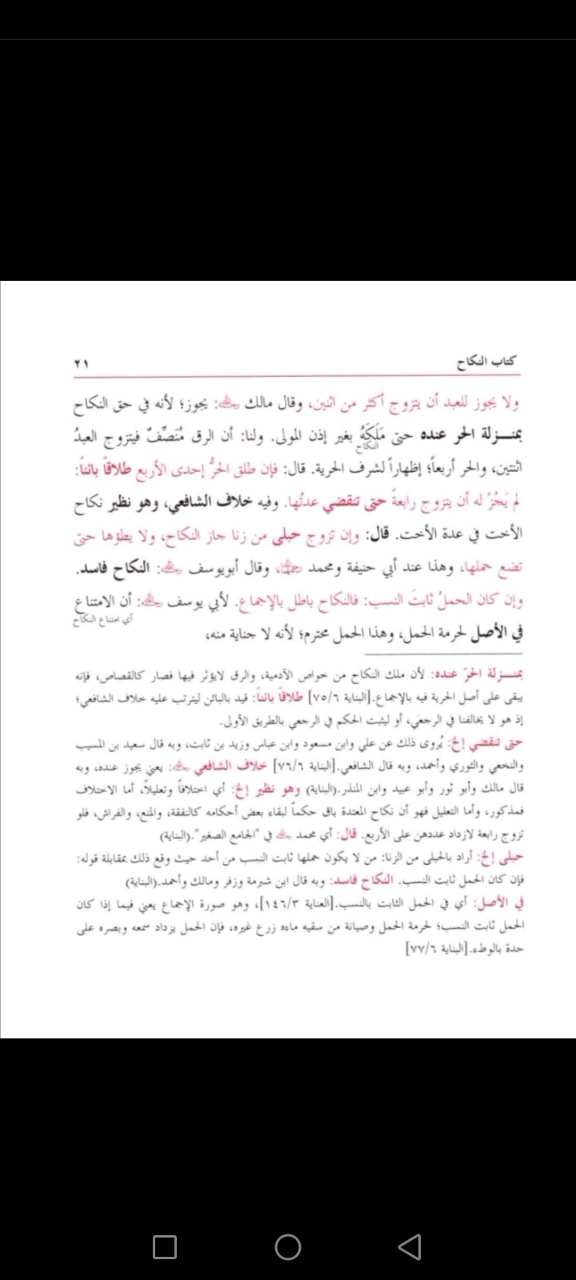 كتاب النكاح ٢١
ولا يجوز للعبد أن يتزوج أكثر من اثنين، وقال مالك رحمه الله: يجوز؛ لأنه في حق النكاح
بمنـزلة الحر عنده حتى مَلَكَهُ بغير إذن المولى. ولنا: أن الرق مُنَصِّفٌ فيتزوج العبدُ
النكاح
اثنتين، والحر أربعاً؛ إظهاراً لشرف الحرية. قال: فإن طلق الحرُّ إحدى الأربع طلاقاً بائناً:
لم يَجُزْ له أن يتزوج رابعةً حتى تنقضي عدتُها. وفيه خلاف الشافعي، وهو نظير نكاح
الأخت في عدة الأخت. قال: وإن تزوج حبلى من زنا جاز النكاح، ولا يطؤها حتى
تضع حملها، وهذا عند أبي حنيفة ومحمد، وقال أبويوسف رحمه الله: النكاح فاسد.
وإن كان الحملُ ثابتَ النسب: فالنكاح باطل بالإجماع. لأبي يوسف رحمه الله: أن الامتناع
أي امتناع النكاح
في الأصل لحرمة الحمل، وهذا الحمل محترم؛ لأنه لا جناية منه،
بمنـزلة الحرّ عنده: لأن ملك النكاح من خواص الآدمية، والرق لايؤثر فيها فصار كالقصاص، فإنه
يبقى على أصل الحرية فيه بالإجماع.[البناية ٧٥/٦] طلاقاً بائناً: قيد بالبائن ليترتب عليه خلاف الشافعي؛
إذ هو لا يخالفنا في الرجعي، أو ليثبت الحكم في الرجعي بالطريق الأولى.
حتى تنقضي إلخ: يُروى ذلك عن علي وابن مسعود وابن عباس وزيد بن ثابت، وبه قال سعيد بن المسيب
والنخعي والثوري وأحمد، وبه قال الشافعي.[البناية ٧٦/٦] خلاف الشافعي رحمه الله: يعني يجوز عنده، وبه
قال مالك وأبو ثور وأبو عبيد وابن المنذر.(البناية) وهو نظير إلخ: أي اختلافاً وتعليلاً، أما الاختلاف
فمذكور، وأما التعليل فهو أن نكاح المعتدة باق حكماً لبقاء بعض أحكامه كالنفقة، والمنع، والفراش، فلو
تزوج رابعة لازداد عددهن على الأربع. قال: أي محمد رحمه الله في "الجامع الصغير".(البناية)
حبلى إلخ: أراد بالحبلى من الزنا: من لا يكون حملها ثابت النسب من أحد حيث وقع ذلك بمقابلة قوله:
فإن كان الحمل ثابت النسب. النكاح فاسد: وبه قال ابن شبرمة وزفر ومالك وأحمد.(البناية)
في الأصل: أي في الحمل الثابت بالنسب.[العناية ١٤٦/٣]، وهو صورة الإجماع يعني فيما إذا كان
الحمل ثابت النسب؛ لحرمة الحمل وصيانة من سقيه ماءه زرع غيره، فإن الحمل يزداد سمعه وبصره على
حدة بالوطء.[البناية ٧٧/٦]